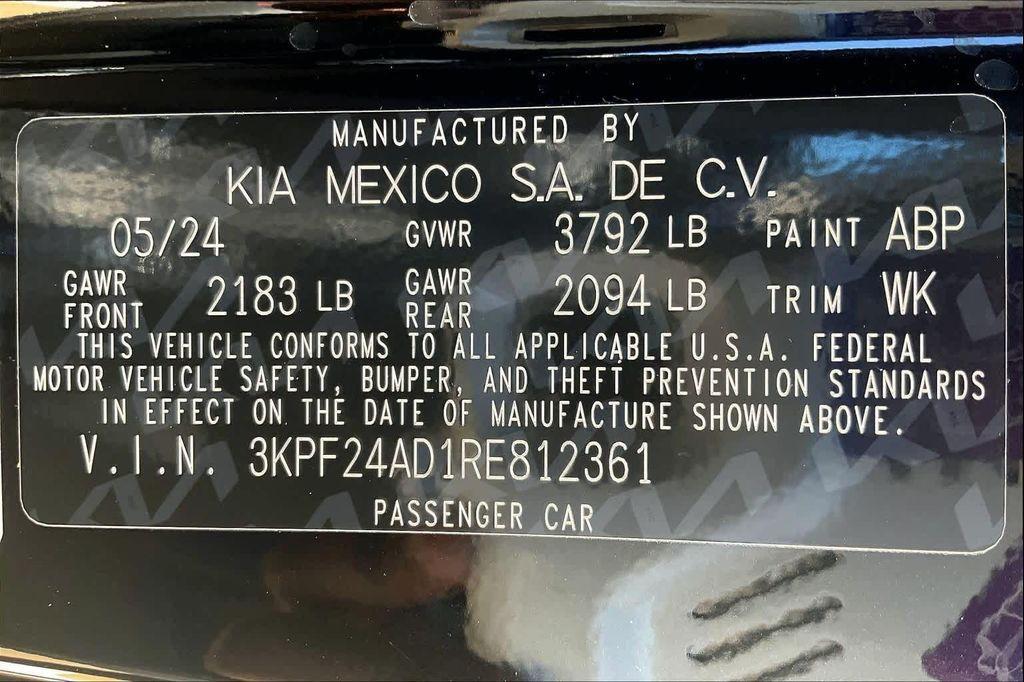 MANUFACTURED BY
KIA MEXICO S.A. DE C.V.
05/24 GVWR 3792 LB PAINT ABP
GAWR FRONT 2183 LB GAWR REAR 2094 LB TRIM WK
THIS VEHICLE CONFORMS TO ALL APPLICABLE U.S.A. FEDERAL
MOTOR VEHICLE SAFETY, BUMPER, AND THEFT PREVENTION STANDARDS
IN EFFECT ON THE DATE OF MANUFACTURE SHOWN ABOVE.
V.I.N. 3KPF24AD1RE812361
PASSENGER CAR